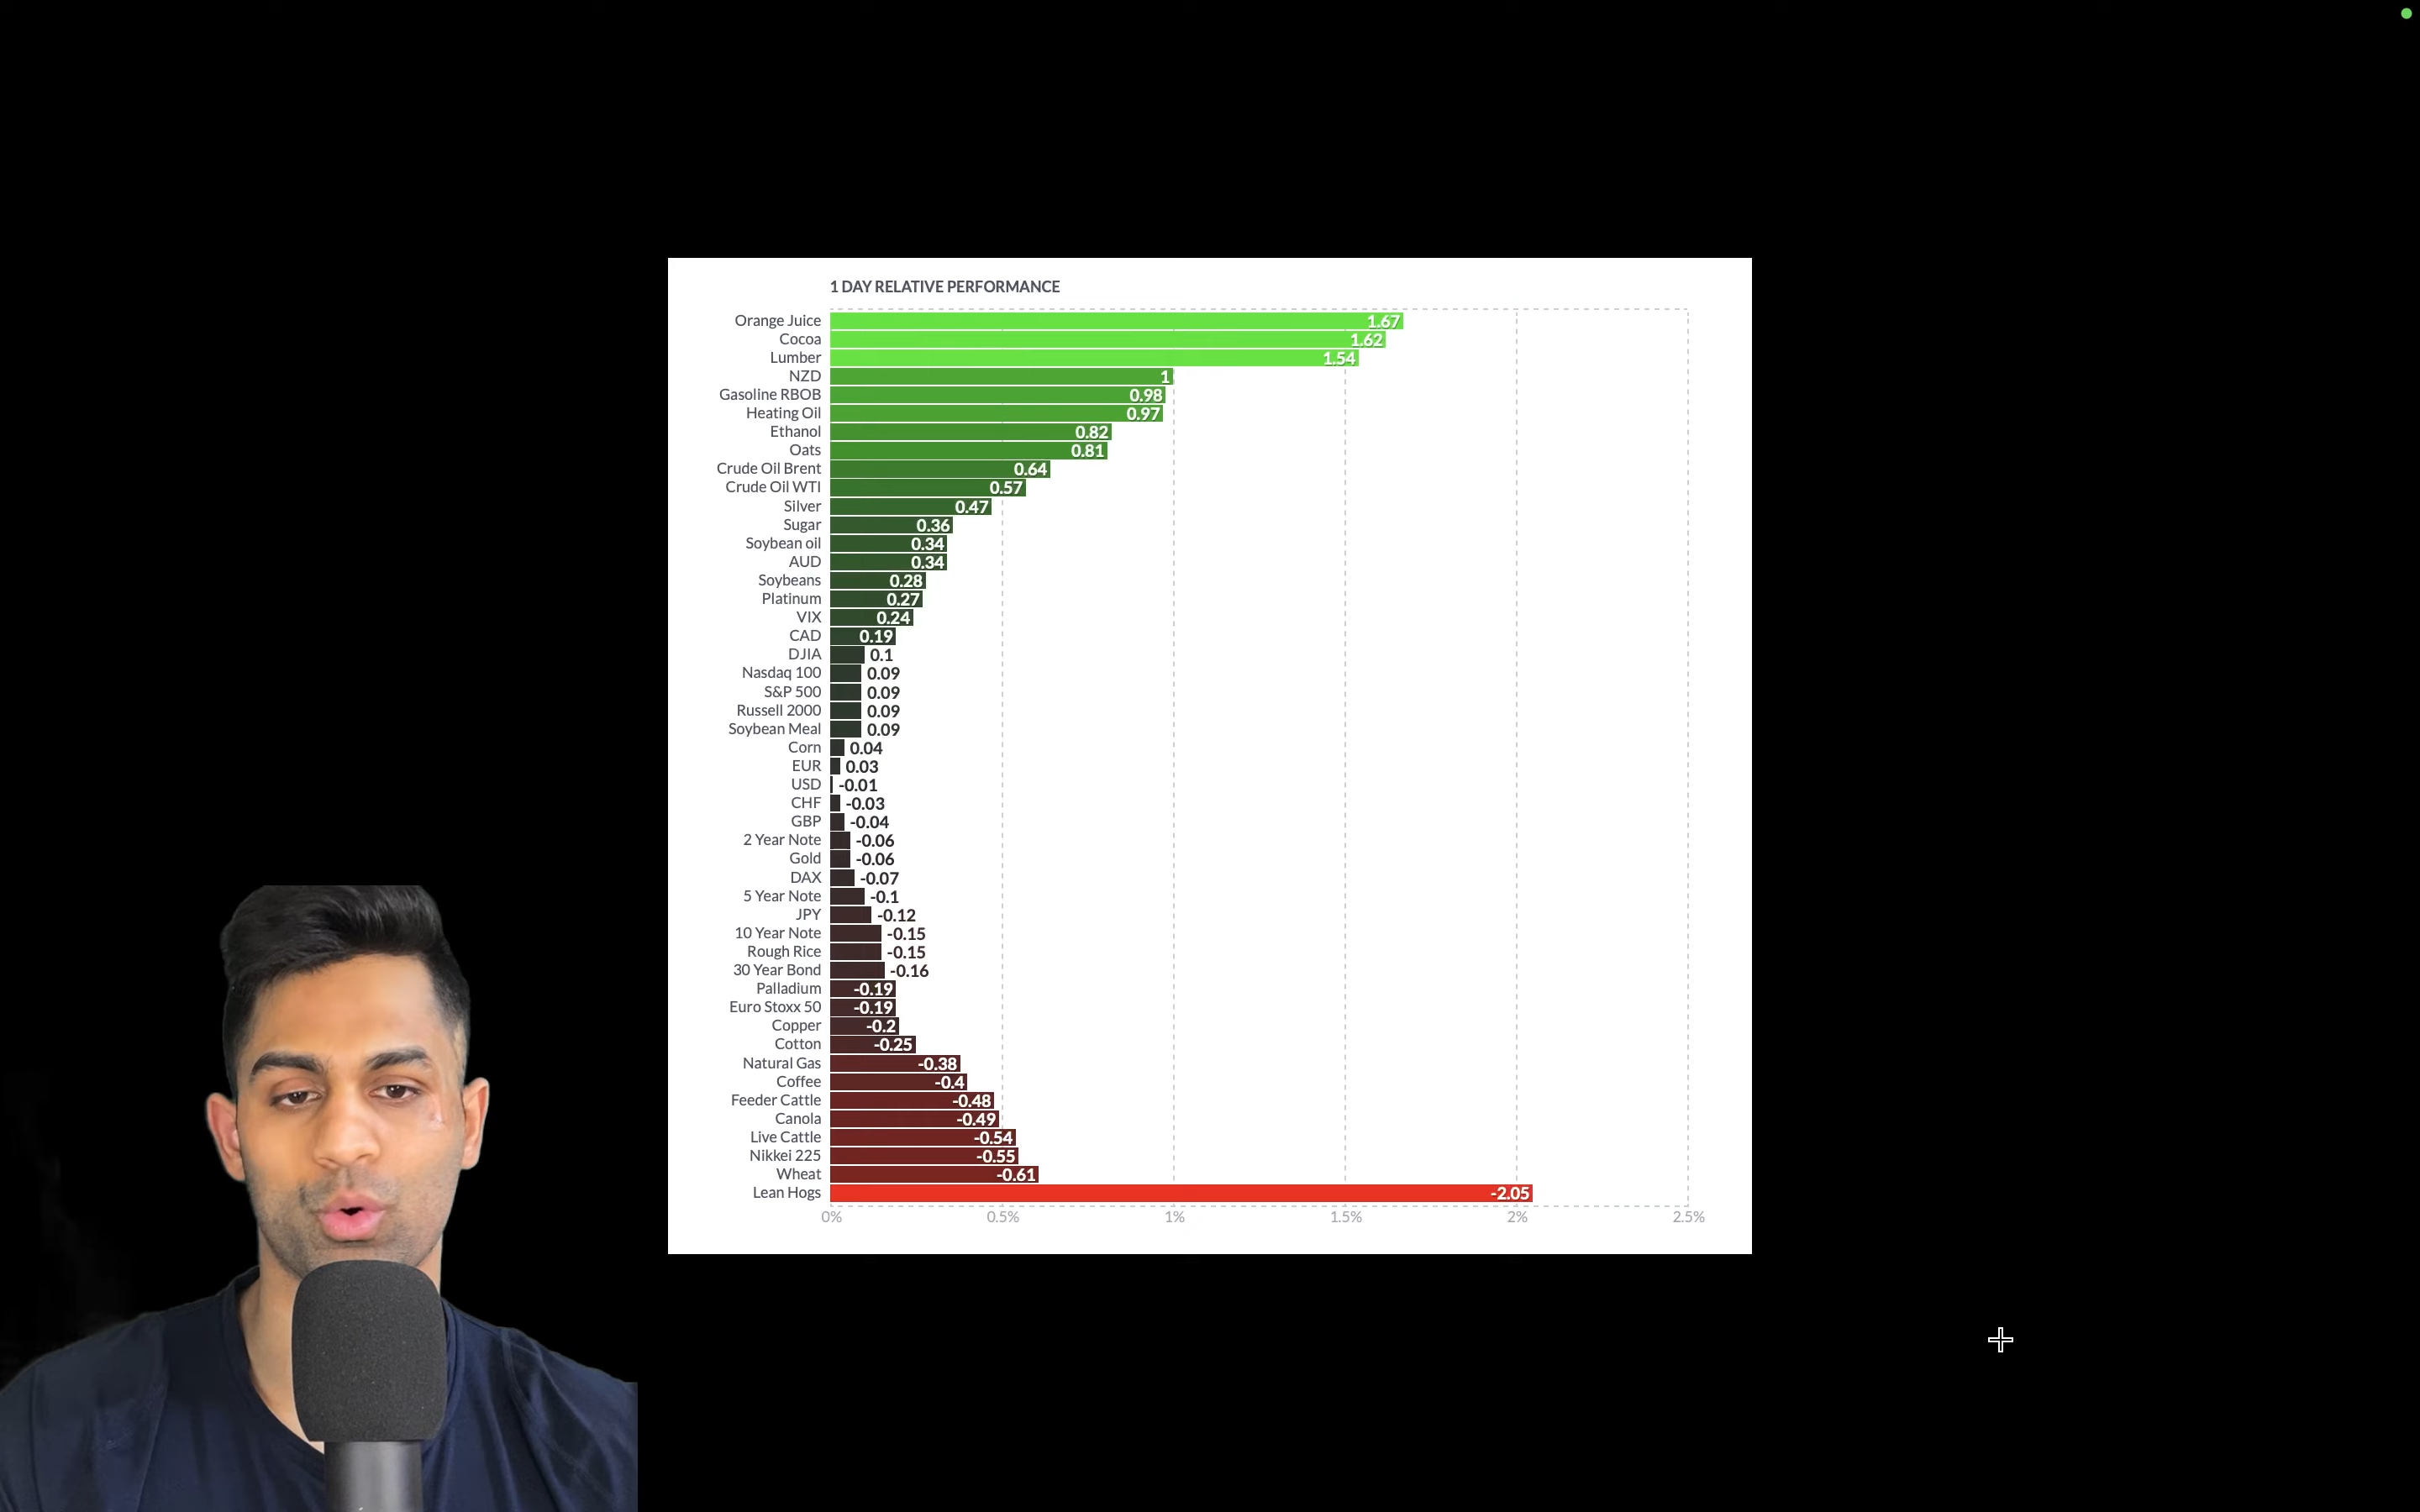 1 DAY RELATIVE PERFORMANCE
Orange Juice 1.67
Cocoa 1.62
Lumber 1.54
NZD 1
Gasoline RBOB 0.98
Heating Oil 0.97
Ethanol 0.82
Oats 0.81
Crude Oil Brent 0.64
Crude Oil WTI 0.57
Silver 0.47
Sugar 0.36
Soybean oil 0.34
AUD 0.34
Soybeans 0.28
Platinum 0.27
VIX 0.24
CAD 0.19
DJIA 0.1
Nasdaq 100 0.09
S&P 500 0.09
Russell 2000 0.09
Soybean Meal 0.09
Corn 0.04
EUR 0.03
USD -0.01
CHF -0.03
GBP -0.04
2 Year Note -0.06
Gold -0.06
DAX -0.07
5 Year Note -0.1
JPY -0.12
10 Year Note -0.15
Rough Rice -0.15
30 Year Bond -0.16
Palladium -0.19
Euro Stoxx 50 -0.19
Copper -0.2
Cotton -0.25
Natural Gas -0.38
Coffee -0.4
Feeder Cattle -0.48
Canola -0.49
Live Cattle -0.54
Nikkei 225 -0.55
Wheat -0.61
Lean Hogs -2.05
0% 0.5% 1% 1.5% 2% 2.5%